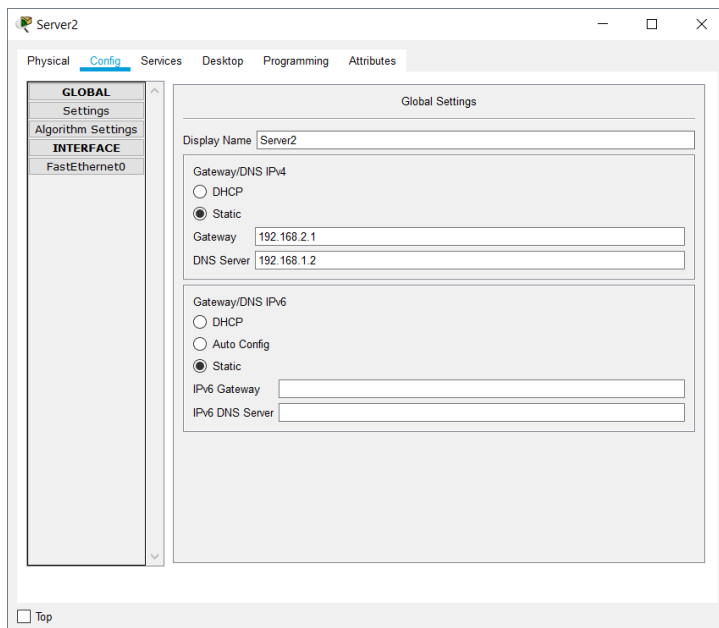 Server2
Physical Config Services Desktop Programming Attributes
GLOBAL
Settings
Algorithm Settings
INTERFACE
FastEthernet0
Global Settings
Display Name Server2
Gateway/DNS IPv4
DHCP
Static
Gateway 192.168.2.1
DNS Server 192.168.1.2
Gateway/DNS IPv6
DHCP
Auto Config
Static
IPv6 Gateway
IPv6 DNS Server
Top